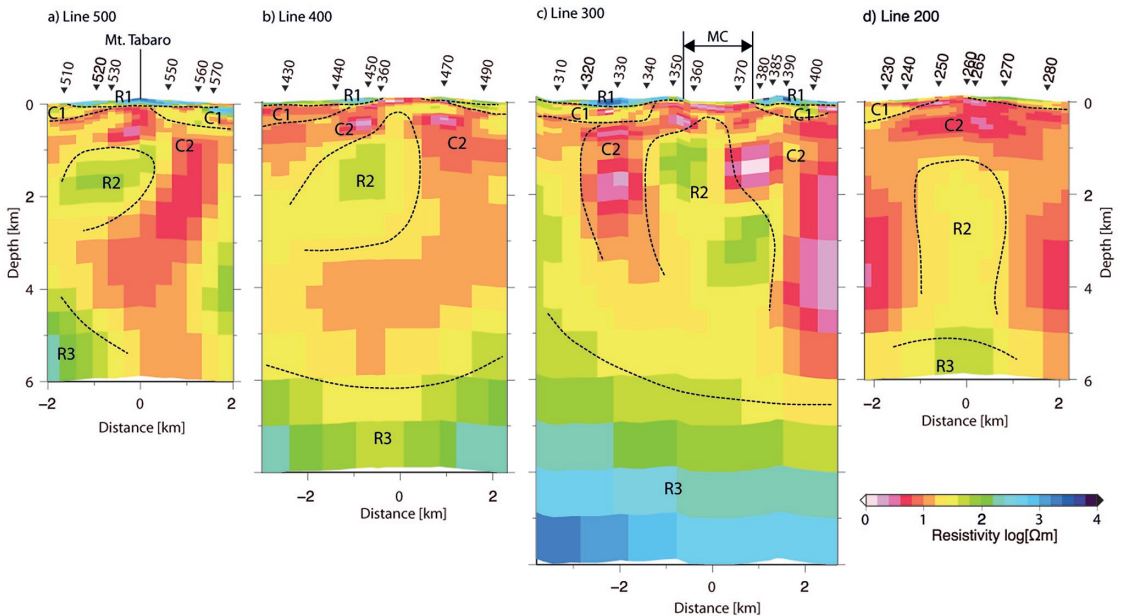 a) Line 500
b) Line 400
c) Line 300
d) Line 200
Mt. Tabaro
MC
510 520 530 550 560 570
430 440 450 360 470 490
310 320 330 340 350 360 370 380 385 390 400
230 240 250 260 265 270 280
R1
C1
C1
C2
R2
R3
R1
C1
C2
C2
R2
R3
R1
R1
C1
C1
C2
C2
R2
R3
C1
C2
R2
R3
0
2
4
6
Depth [km]
0
2
4
6
Depth [km]
−2 0 2
Distance [km]
−2 0 2
Distance [km]
−2 0 2
Distance [km]
−2 0 2
Distance [km]
0 1 2 3 4
Resistivity log[Ωm]